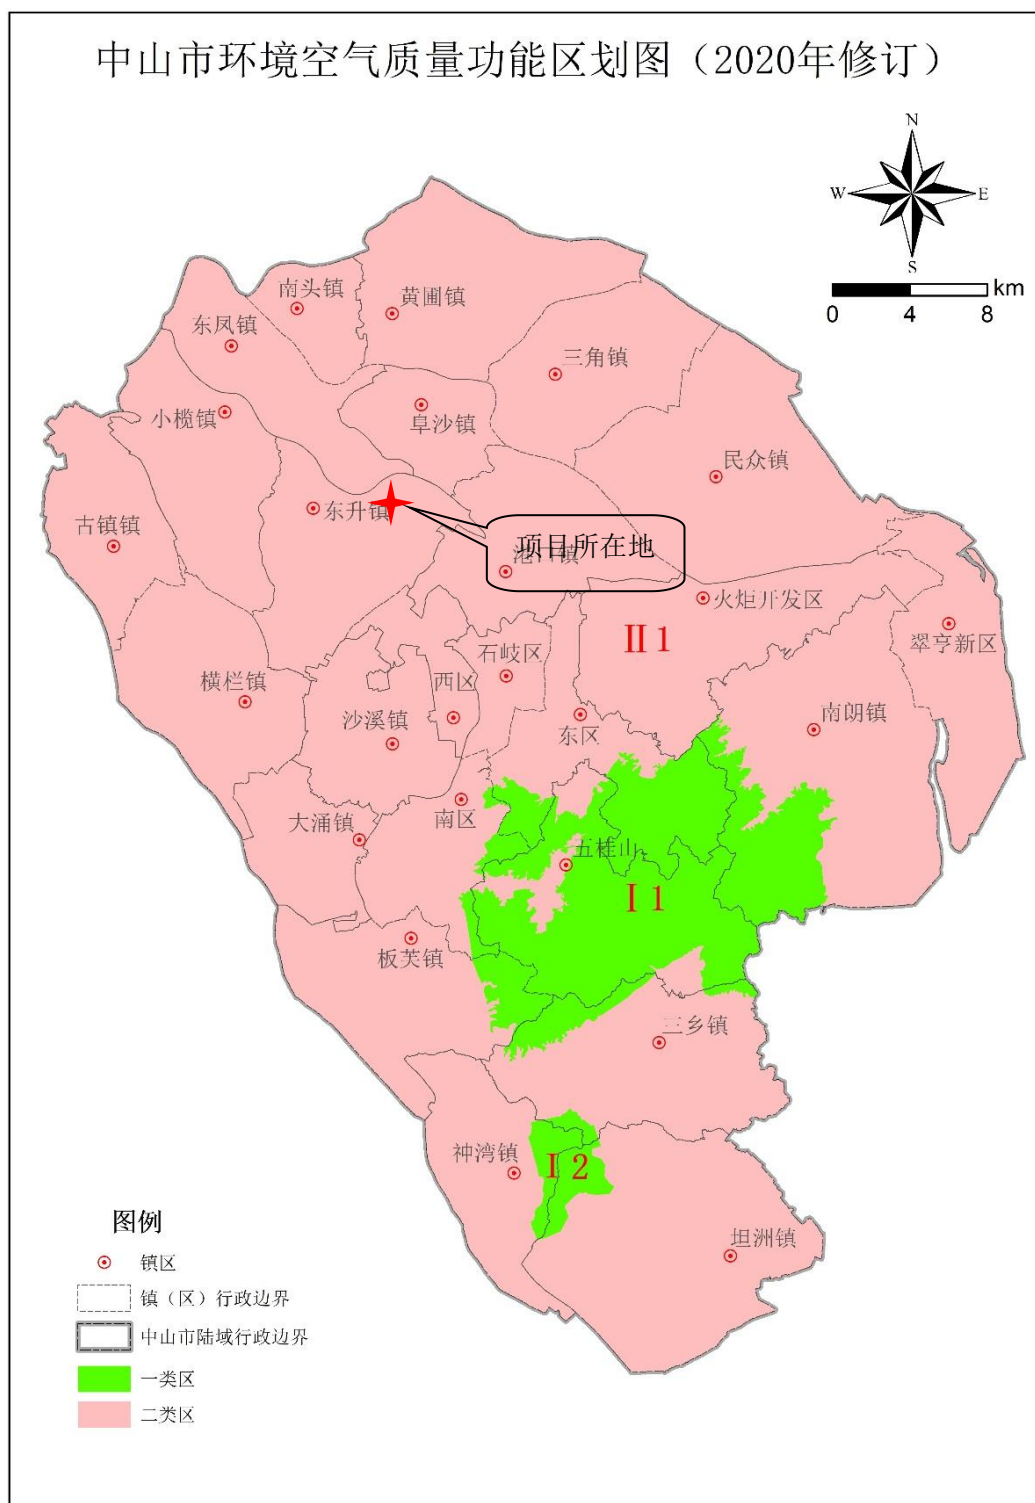 中山市环境空气质量功能区划图（2020年修订）
N
W
E
S
km
0
4
8
南头镇
黄圃镇
东凤镇
三角镇
小榄镇
阜沙镇
民众镇
东升镇
古镇镇
项目所在地
港口镇
火炬开发区
翠亨新区
II 1
石岐区
西区
横栏镇
沙溪镇
东区
南朗镇
南区
大涌镇
五桂山
I 1
板芙镇
三乡镇
神湾镇
I 2
坦洲镇
图例
镇区
镇（区）行政边界
中山市陆域行政边界
一类区
二类区